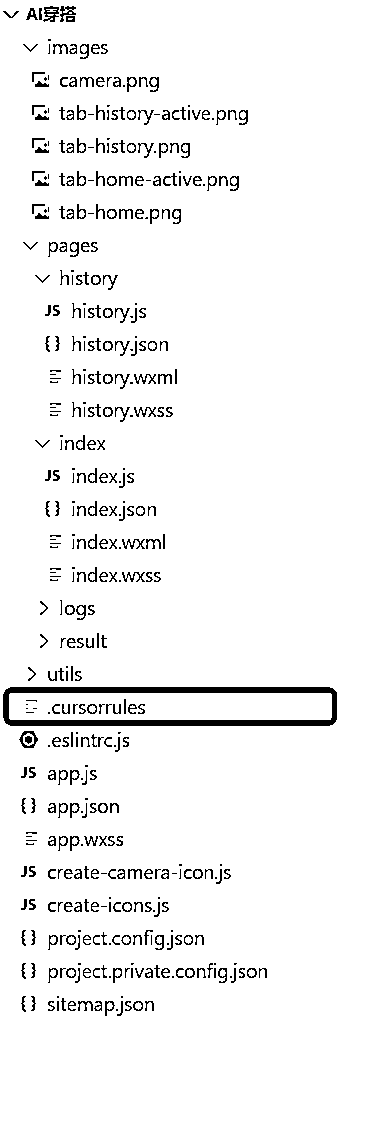 AI穿搭
images
camera.png
tab-history-active.png
tab-history.png
tab-home-active.png
tab-home.png
pages
history
JS history.js
{} history.json
history.wxml
history.wxss
index
JS index.js
{} index.json
index.wxml
index.wxss
logs
result
utils
.cursorrules
.eslintrc.js
JS app.js
{} app.json
app.wxss
JS create-camera-icon.js
JS create-icons.js
{} project.config.json
{} project.private.config.json
{} sitemap.json